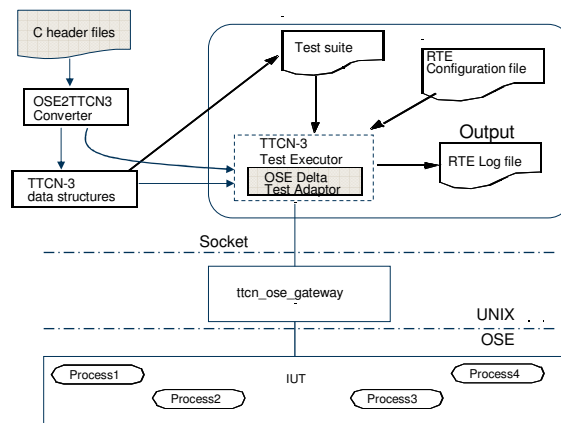 C header files
Test suite
RTE
Configuration file
OSE2TTCN3
Converter
TTCN-3
Test Executor
OSE Delta
Test Adaptor
Output
RTE Log file
TTCN-3
data structures
Socket
ttcn_ose_gateway
UNIX
OSE
IUT
Process1
Process2
Process3
Process4